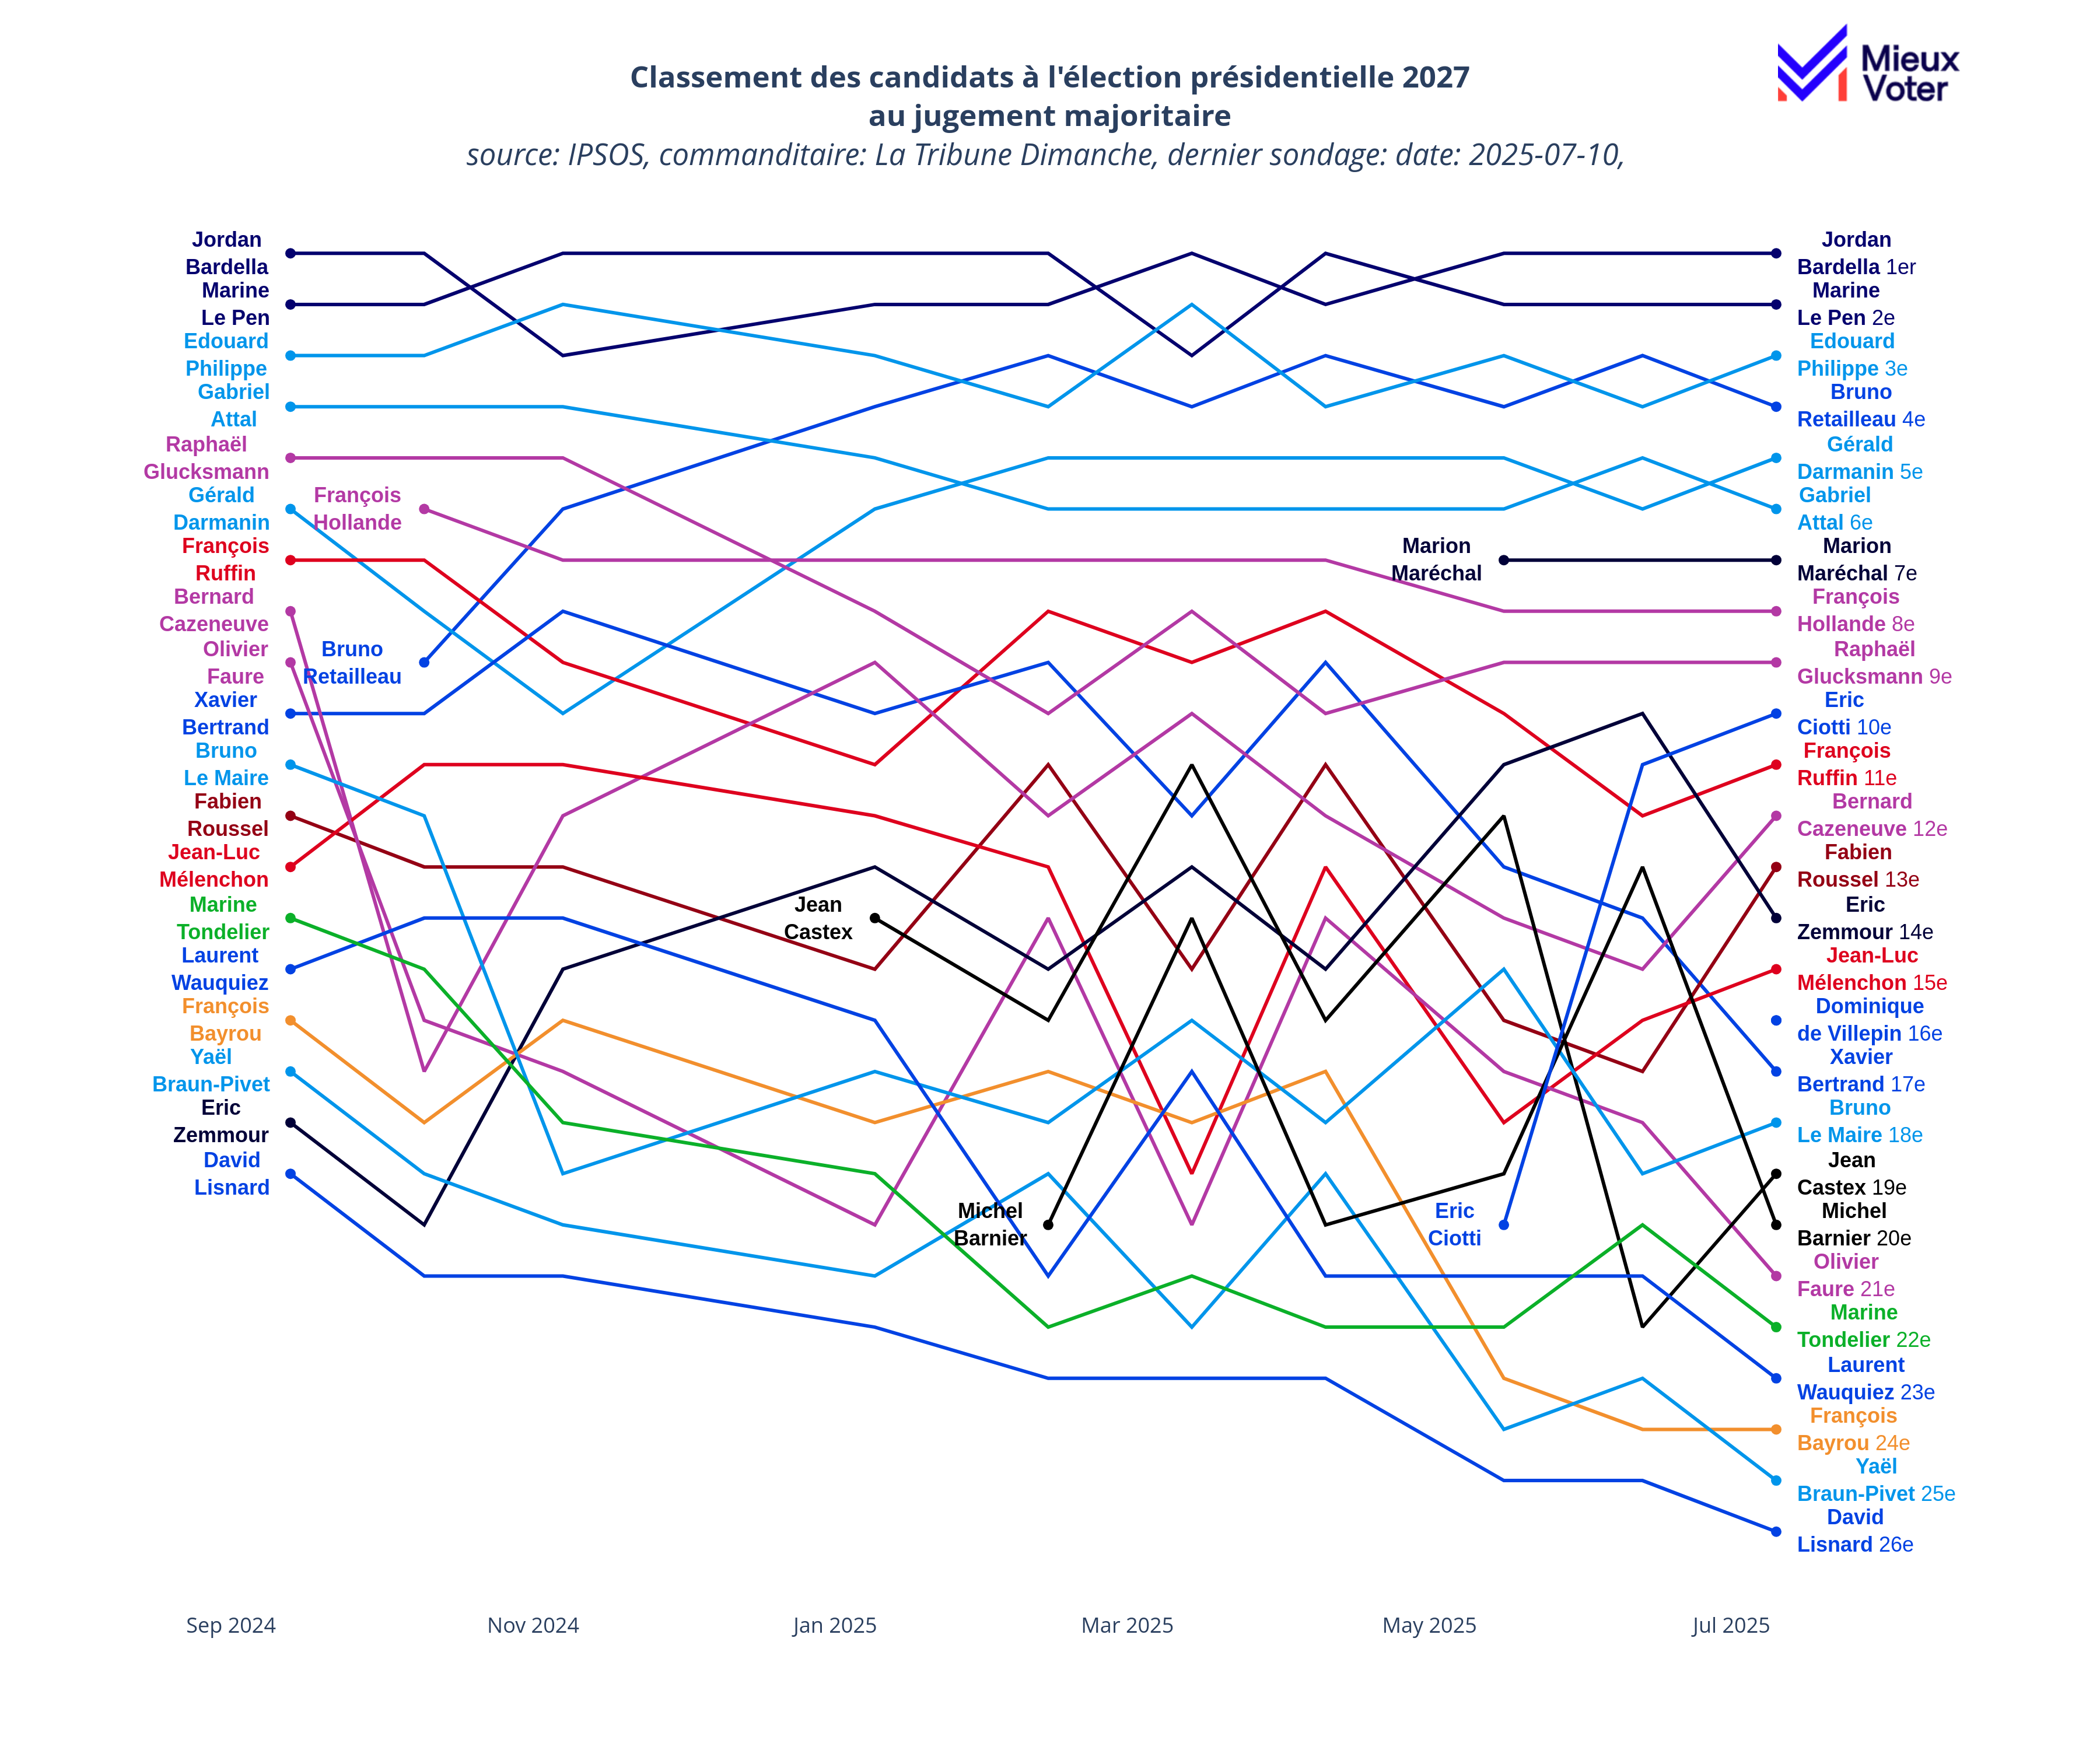 Mieux
Voter
Classement des candidats à l'élection présidentielle 2027
au jugement majoritaire
source: IPSOS, commanditaire: La Tribune Dimanche, dernier sondage: date: 2025-07-10,
Jordan
Bardella
Marine
Le Pen
Edouard
Philippe
Gabriel
Attal
Raphaël
Glucksmann
Gérald
Darmanin
François
Ruffin
Bernard
Cazeneuve
Olivier
Faure
Xavier
Bertrand
Bruno
Le Maire
Fabien
Roussel
Jean-Luc
Mélenchon
Marine
Tondelier
Laurent
Wauquiez
François
Bayrou
Yaël
Braun-Pivet
Eric
Zemmour
David
Lisnard
François
Hollande
Bruno
Retailleau
Jean
Castex
Michel
Barnier
Marion
Maréchal
Eric
Ciotti
Jordan
Bardella 1er
Marine
Le Pen 2e
Edouard
Philippe 3e
Bruno
Retailleau 4e
Gérald
Darmanin 5e
Gabriel
Attal 6e
Marion
Maréchal 7e
François
Hollande 8e
Raphaël
Glucksmann 9e
Eric
Ciotti 10e
François
Ruffin 11e
Bernard
Cazeneuve 12e
Fabien
Roussel 13e
Eric
Zemmour 14e
Jean-Luc
Mélenchon 15e
Dominique
de Villepin 16e
Xavier
Bertrand 17e
Bruno
Le Maire 18e
Jean
Castex 19e
Michel
Barnier 20e
Olivier
Faure 21e
Marine
Tondelier 22e
Laurent
Wauquiez 23e
François
Bayrou 24e
Yaël
Braun-Pivet 25e
David
Lisnard 26e
Sep 2024
Nov 2024
Jan 2025
Mar 2025
May 2025
Jul 2025